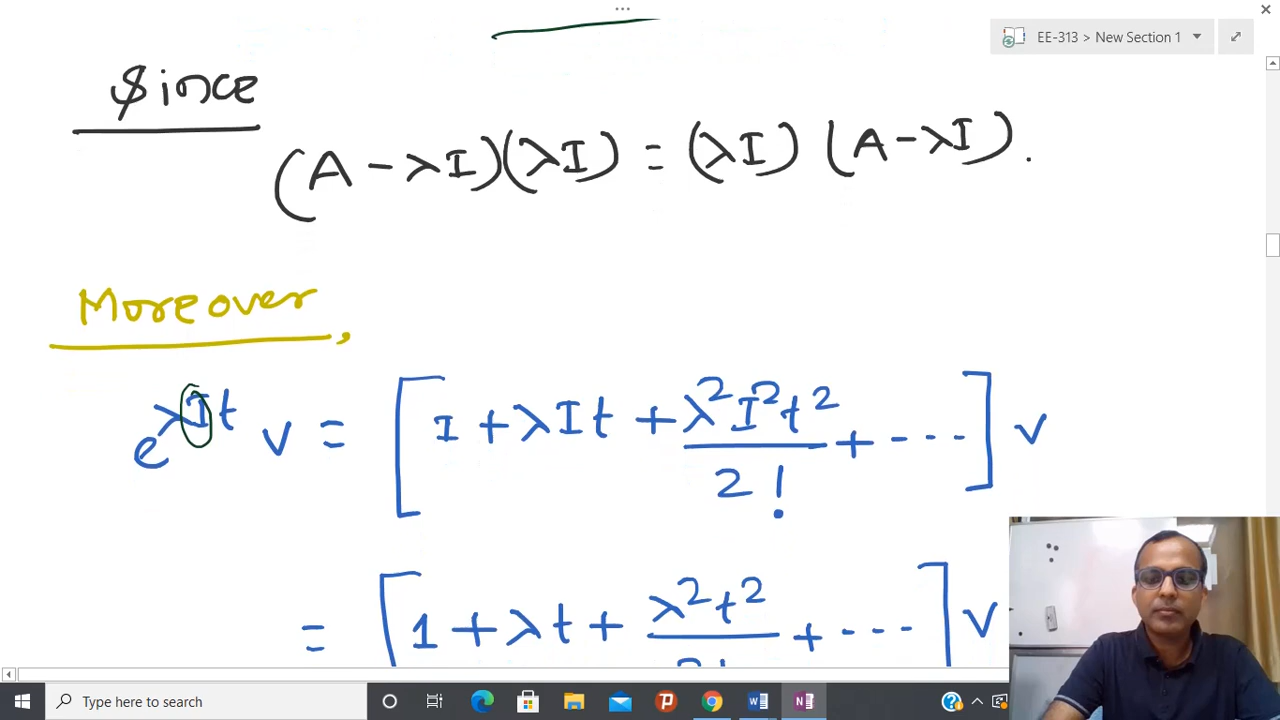 EE-313 > New Section 1
Since
(A - λI)(λI) = (λI) (A - λI).
Moreover,
e^{λIt} v = [I + λIt + λ²I²t²/2! + ---] v
= [1 + λt + λ²t²/2! + ---] v
Type here to search